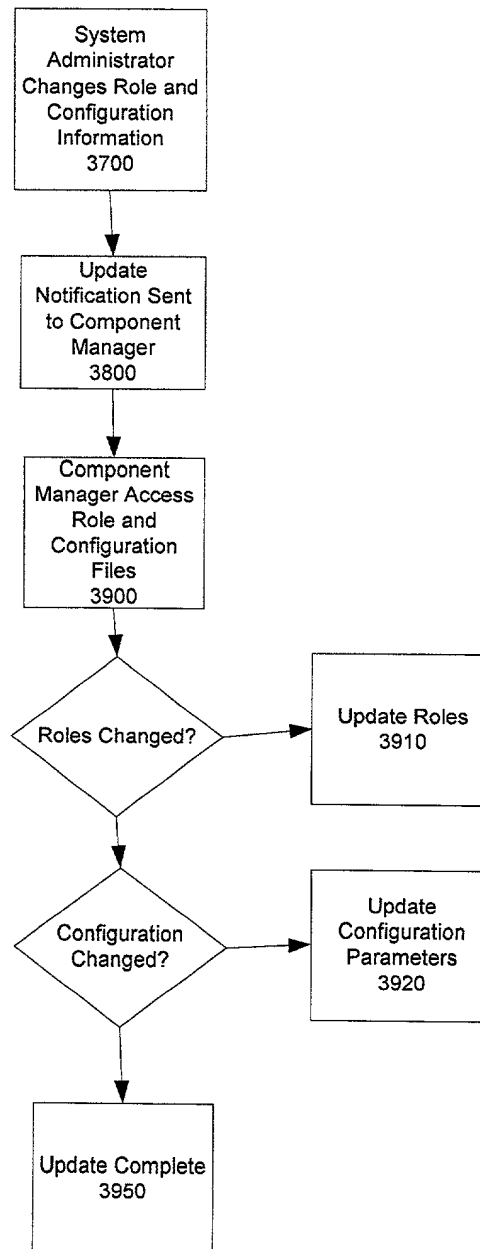 System
Administrator
Changes Role and
Configuration
Information
3700
Update
Notification Sent
to Component
Manager
3800
Component
Manager Access
Role and
Configuration
Files
3900
Roles Changed?
Update Roles
3910
Configuration
Changed?
Update
Configuration
Parameters
3920
Update Complete
3950